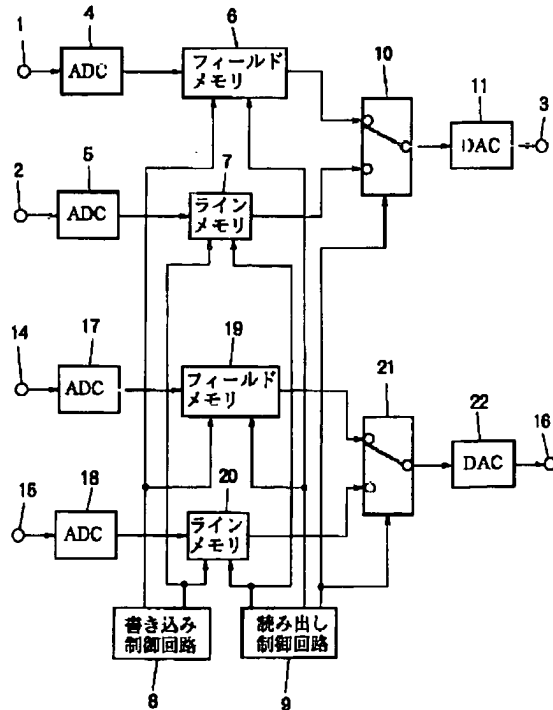 1
4
6
ADC
フィールド
メモリ
10
11
3
DAC
2
5
7
ADC
ライン
メモリ
14
17
19
ADC
フィールド
メモリ
21
22
16
DAC
15
18
20
ADC
ライン
メモリ
書き込み
制御回路
読み出し
制御回路
8
9